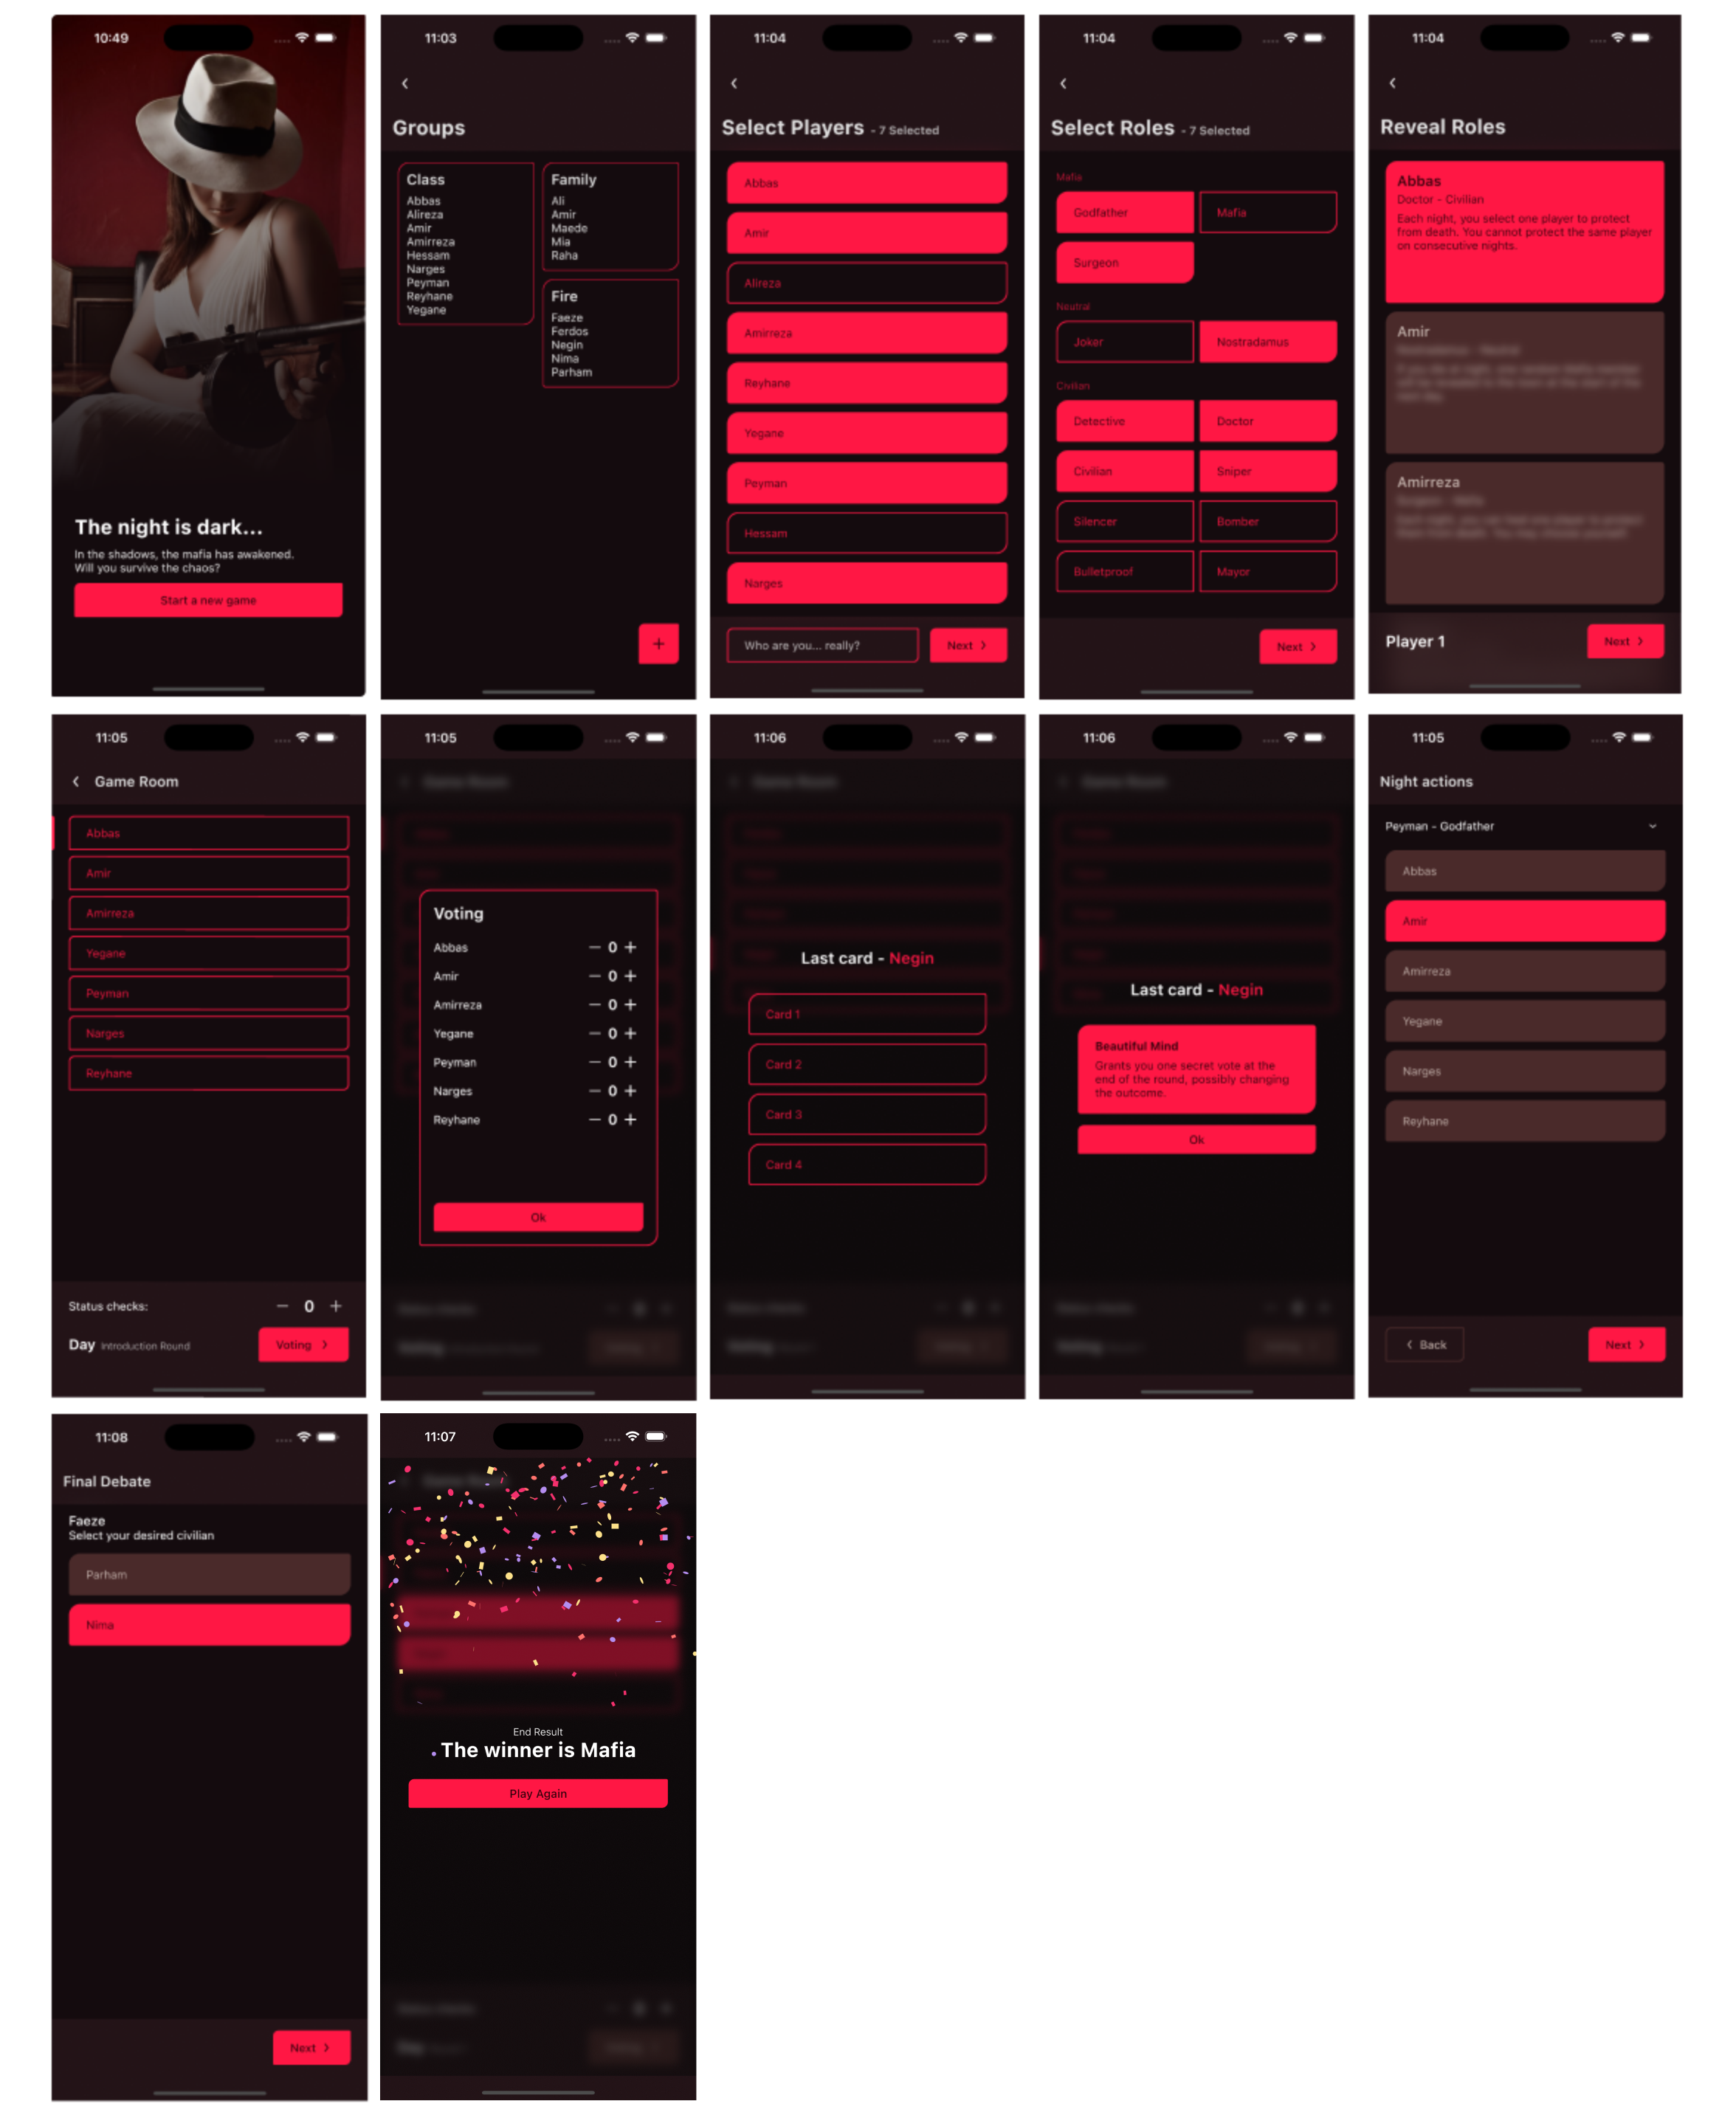 10:49
The night is dark...
In the shadows, the mafia has awakened.
Will you survive the chaos?
Start a new game
11:03
Groups
Class
Abbas
Alireza
Amir
Amirreza
Hessam
Narges
Peyman
Reyhane
Yegane
Family
Ali
Amir
Maede
Mia
Raha
Fire
Faeze
Ferdos
Negin
Nima
Parham
+
11:04
Select Players - 7 Selected
Abbas
Amir
Alireza
Amirreza
Reyhane
Yegane
Peyman
Hessam
Narges
Who are you... really?
Next >
11:04
Select Roles - 7 Selected
Mafia
Godfather
Mafia
Surgeon
Neutral
Joker
Nostradamus
Civilian
Detective
Doctor
Civilian
Sniper
Silencer
Bomber
Bulletproof
Mayor
Next >
11:04
Reveal Roles
Abbas
Doctor - Civilian
Each night, you select one player to protect
from death. You cannot protect the same player
on consecutive nights.
Amir
Amirreza
Player 1
Next >
11:05
Game Room
Abbas
Amir
Amirreza
Yegane
Peyman
Narges
Reyhane
Status checks:
— 0 +
Day Introduction Round
Voting >
11:05
Voting
Abbas — 0 +
Amir — 0 +
Amirreza — 0 +
Yegane — 0 +
Peyman — 0 +
Narges — 0 +
Reyhane — 0 +
Ok
11:06
Last card - Negin
Card 1
Card 2
Card 3
Card 4
11:06
Last card - Negin
Beautiful Mind
Grants you one secret vote at the
end of the round, possibly changing
the outcome.
Ok
11:05
Night actions
Peyman - Godfather
Abbas
Amir
Amirreza
Yegane
Narges
Reyhane
< Back
Next >
11:08
Final Debate
Faeze
Select your desired civilian
Parham
Nima
Next >
11:07
End Result
The winner is Mafia
Play Again